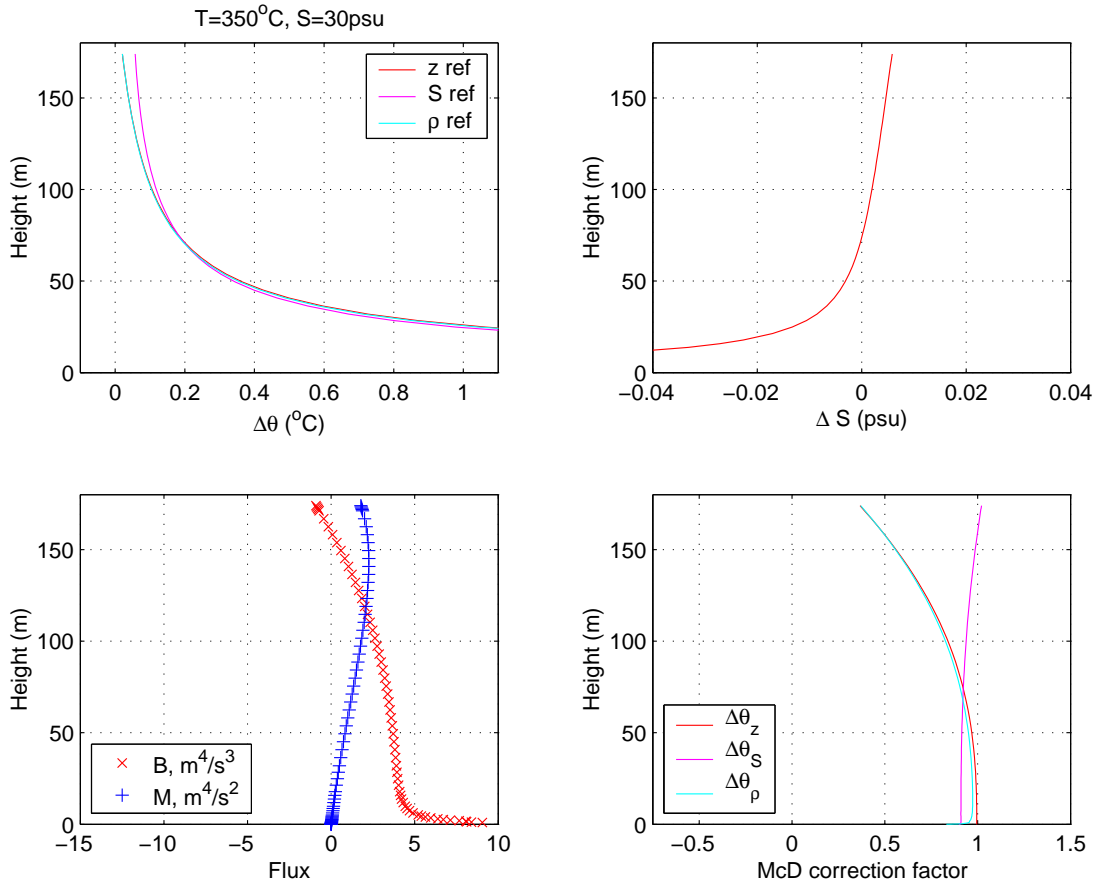 T=350°C, S=30psu
Height (m)
150
100
50
0
0 0.2 0.4 0.6 0.8 1
Δθ (°C)
z ref
S ref
ρ ref
Height (m)
150
100
50
0
−0.04 −0.02 0 0.02 0.04
Δ S (psu)
Height (m)
150
100
50
0
−15 −10 −5 0 5 10
Flux
B, m⁴/s³
M, m⁴/s²
Height (m)
150
100
50
0
−0.5 0 0.5 1 1.5
McD correction factor
Δθ_z
Δθ_S
Δθ_ρ